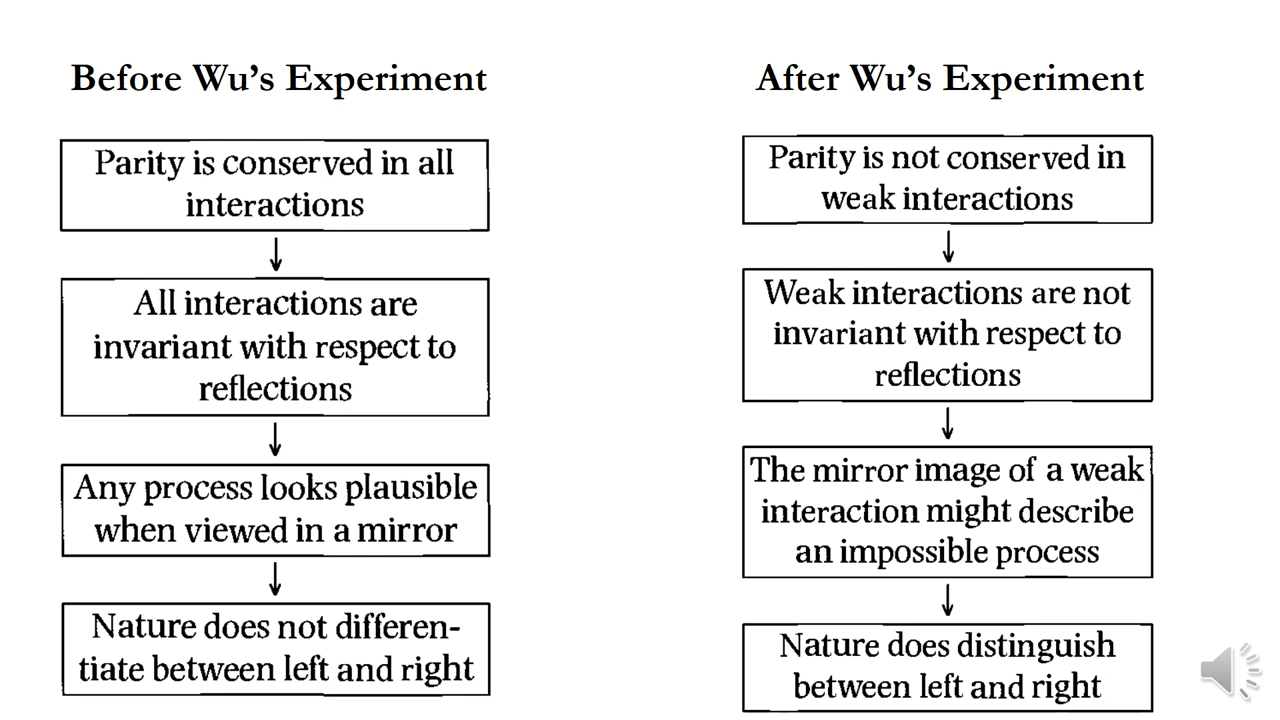 Before Wu's Experiment
Parity is conserved in all
interactions
All interactions are
invariant with respect to
reflections
Any process looks plausible
when viewed in a mirror
Nature does not differen-
tiate between left and right
After Wu's Experiment
Parity is not conserved in
weak interactions
Weak interactions are not
invariant with respect to
reflections
The mirror image of a weak
interaction might describe
an impossible process
Nature does distinguish
between left and right